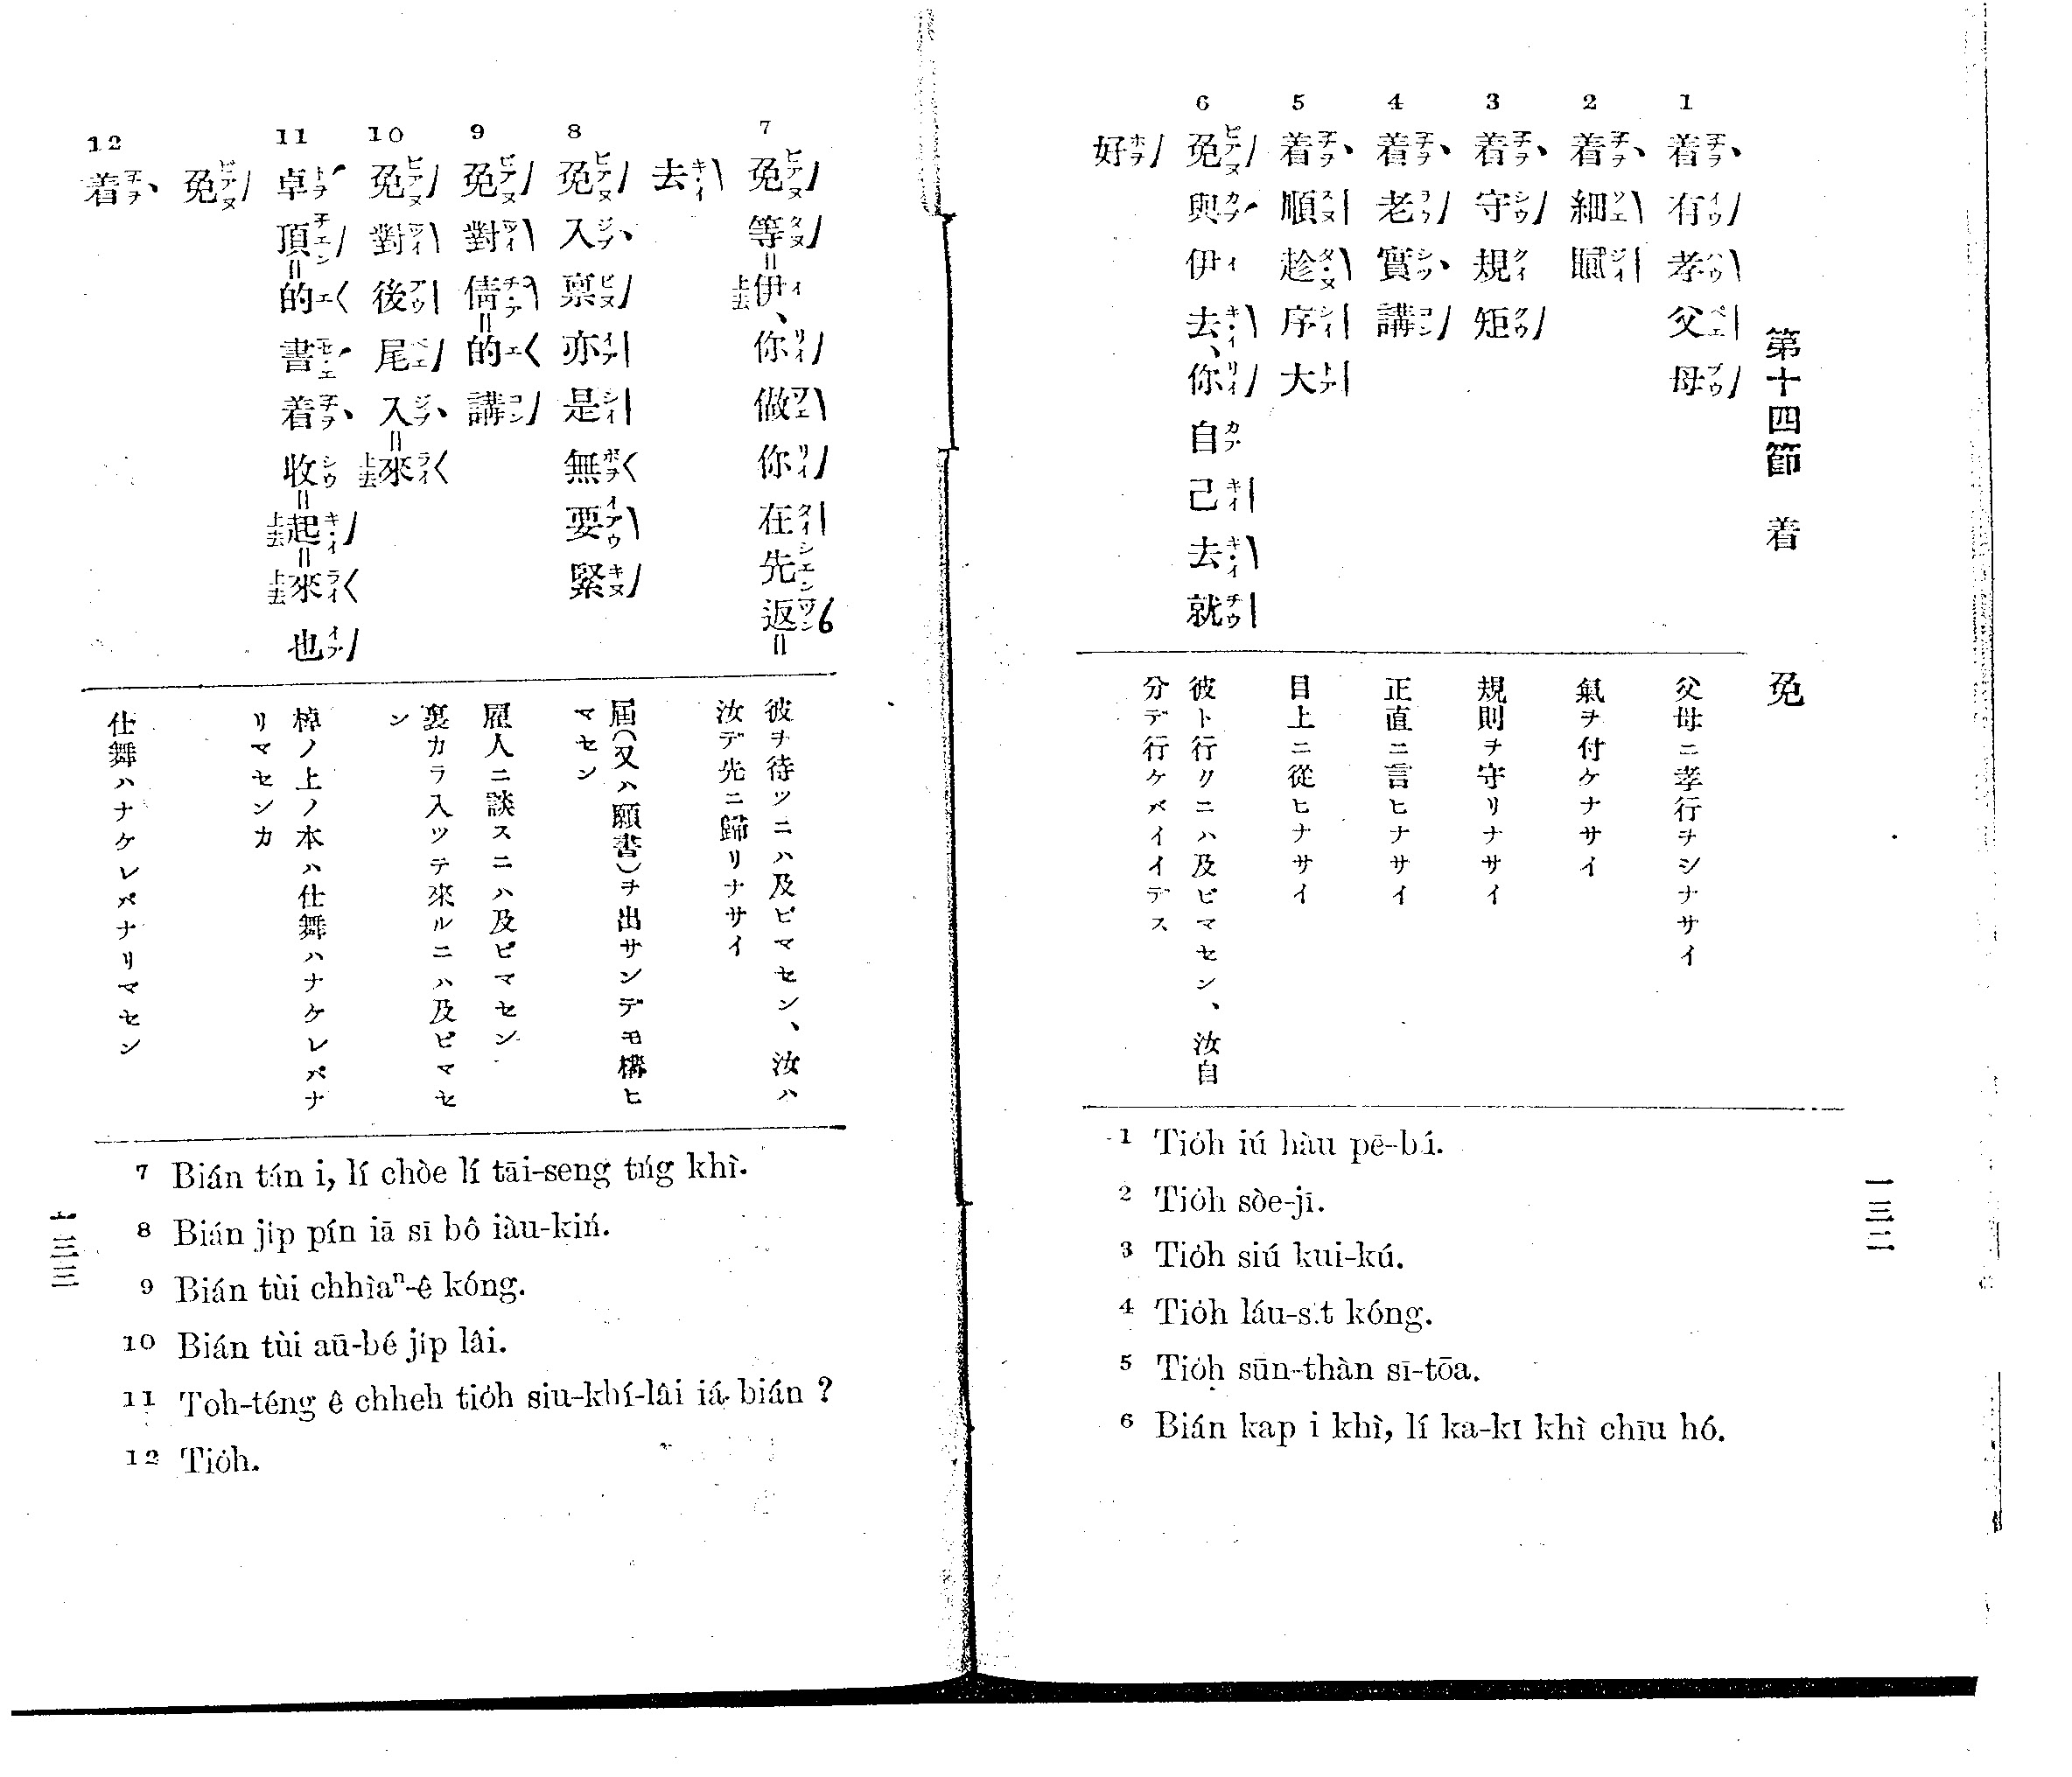 第十四節 着 免
1 着有孝父母
2 着細膩
3 着守規矩
4 着老實講
5 着順趁序大
6 免與伊去、你自己去就
好
父母ニ孝行ヲシナサイ
氣ヲ付ケナサイ
規則ヲ守リナサイ
正直ニ言ヒナサイ
目上ニ從ヒナサイ
彼ト行クニハ及ビマセン、汝自
分デ行ケバイイデス
1 Tio̍h iú hàu pē-bí.
2 Tio̍h sòe-jī.
3 Tio̍h siú kui-kú.
4 Tio̍h láu-si̍t kóng.
5 Tio̍h sūn-thàn sī-tōa.
6 Bián kap i khì, lí ka-kī khì chīu hó.
一三二
7 免等伊、你做你在先返
去
8 免入稟亦是無要緊
9 免對倩的講
10 免對後尾入來
11 卓頂的書着收起來也
免
12 着
彼ヲ待ツニハ及ビマセン、汝ハ
汝デ先ニ歸リナサイ
屆(又ハ願書)ヲ出サンデモ構ヒ
マセン
雇人ニ談スニハ及ビマセン
裏カラ入ツテ來ルニハ及ビマセ
ン
棹ノ上ノ本ハ仕舞ハナケレバナ
リマセンカ
仕舞ハナケレバナリマセン
7 Bián tán i, lí chòe lí tāi-seng tńg khì.
8 Bián ji̍p pín iā sī bô iàu-kiń.
9 Bián tùi chhìaⁿ-ê kóng.
10 Bián tùi aū-bé ji̍p lâi.
11 Toh-téng ê chheh tio̍h siu-khí-lâi iá bián ?
12 Tio̍h.
一三三